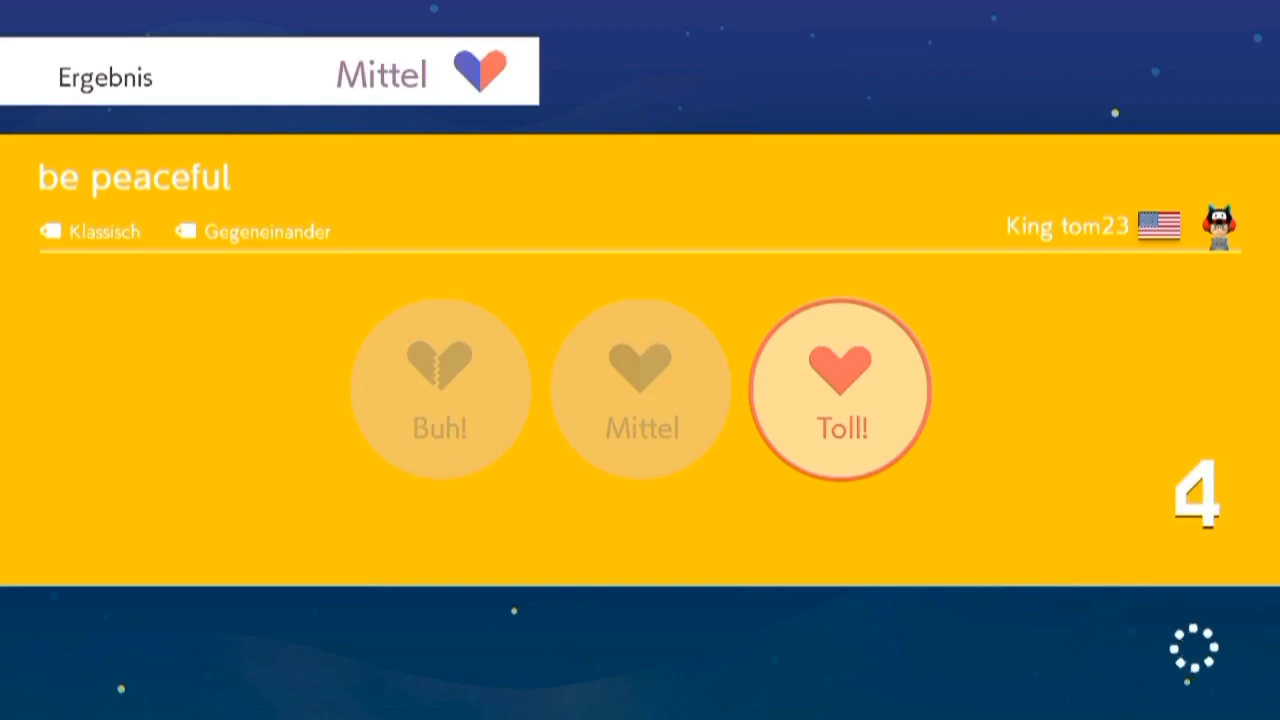 Ergebnis Mittel
be peaceful
Klassisch Gegeneinander King tom23
Buh! Mittel Toll!
4